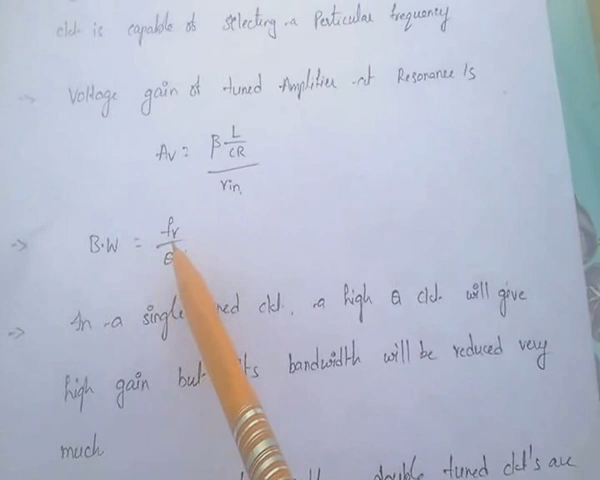 ckt. is capable of selecting a Particular frequency
-> Voltage gain of tuned Amplifier at Resonance is
Av = β L/CR / rin
-> B.W = fr/Q
-> In a single ned ckt. a high Q ckt. will give
high gain but its bandwidth will be reduced very
much
double tuned ckt's are